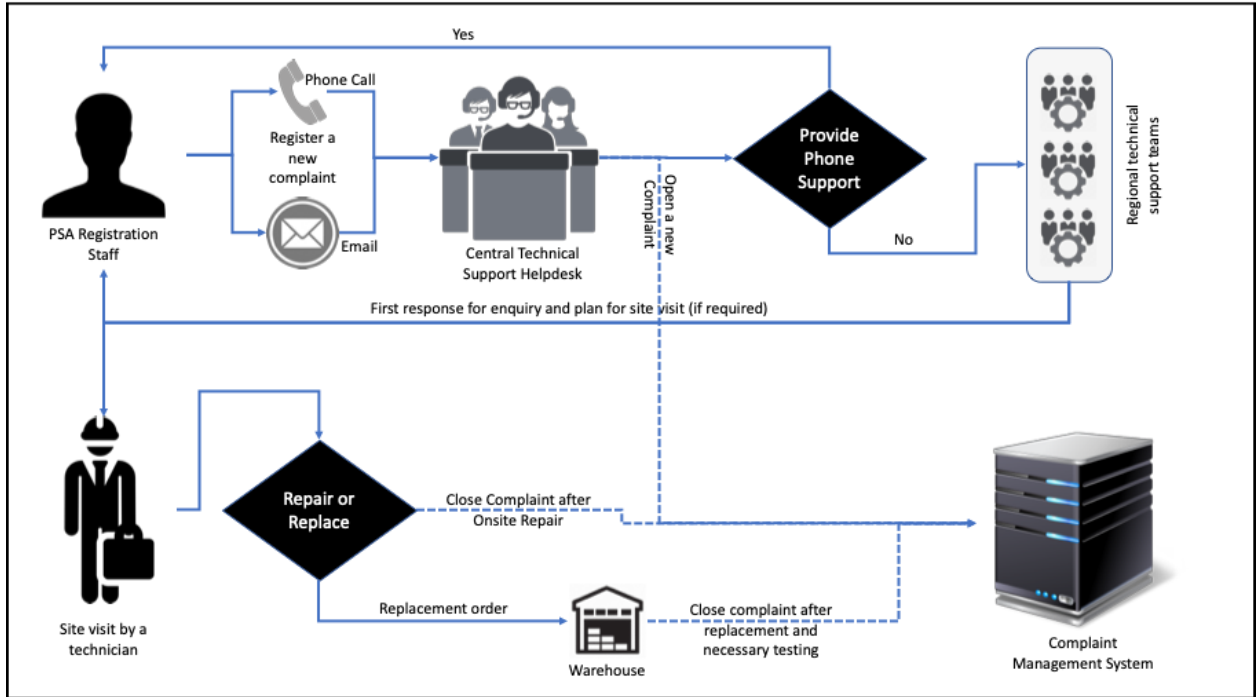 Yes
Phone Call
Register a
new
complaint
Email
PSA Registration
Staff
Central Technical
Support Helpdesk
Open a new
Complaint
Provide
Phone
Support
No
Regional technical
support teams
First response for enquiry and plan for site visit (if required)
Site visit by a
technician
Repair or
Replace
Close Complaint after
Onsite Repair
Replacement order
Warehouse
Close complaint after
replacement and
necessary testing
Complaint
Management System